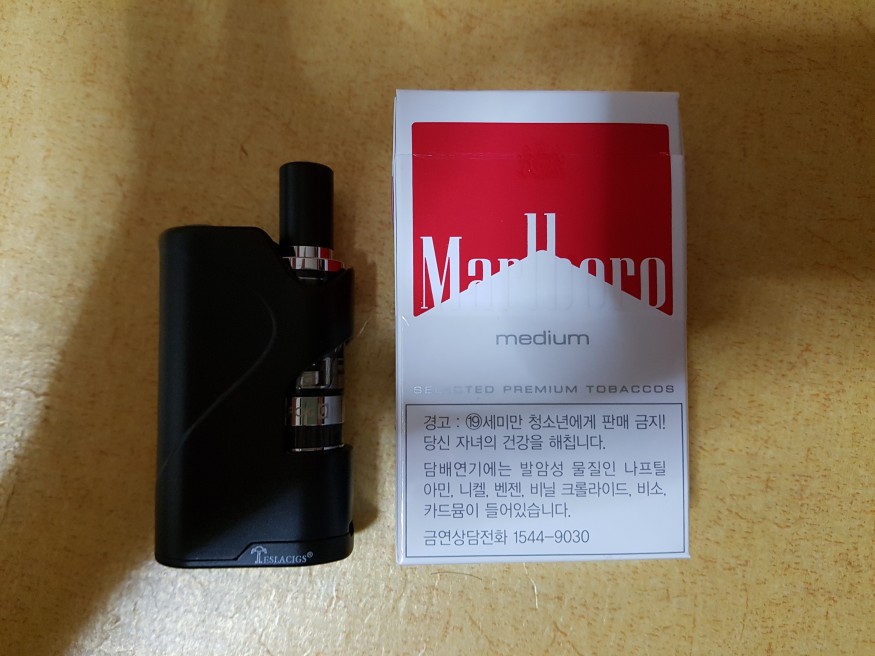 TESLACIGS®
Marlboro
medium
SELECTED PREMIUM TOBACCOS
경고 : ⑲세미만 청소년에게 판매 금지!
당신 자녀의 건강을 해칩니다.
담배연기에는 발암성 물질인 나프틸
아민, 니켈, 벤젠, 비닐 크롤라이드, 비소,
카드뮴이 들어있습니다.
금연상담전화 1544-9030